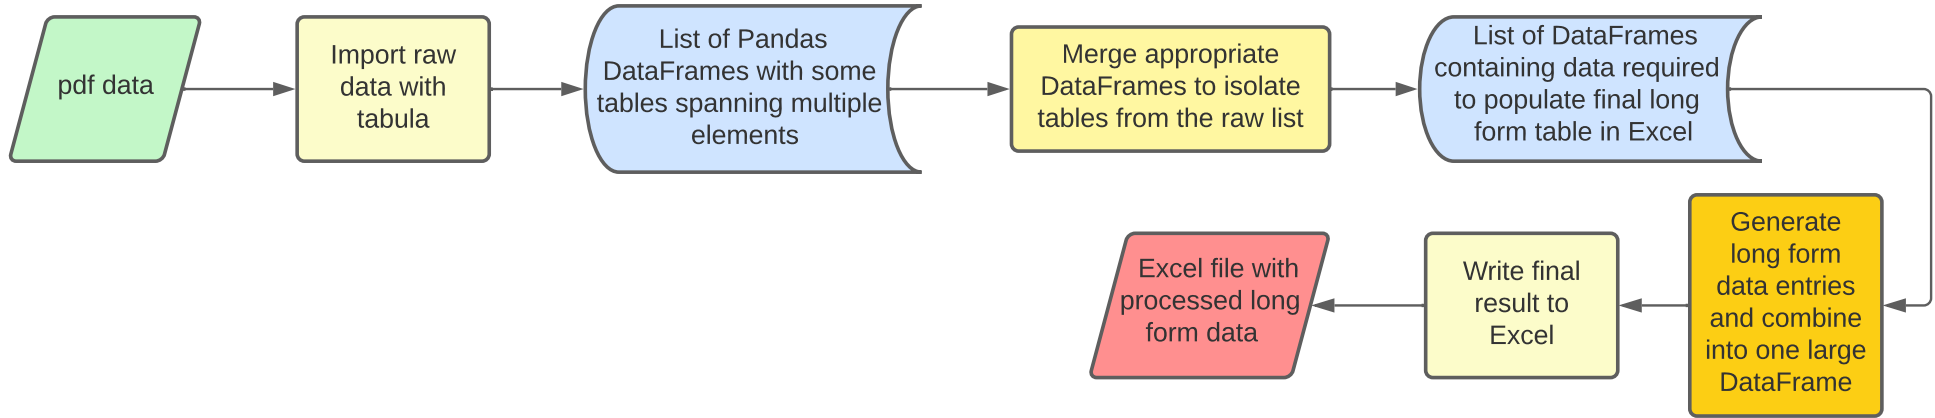 pdf data
Import raw
data with
tabula
List of Pandas
DataFrames with some
tables spanning multiple
elements
Merge appropriate
DataFrames to isolate
tables from the raw list
List of DataFrames
containing data required
to populate final long
form table in Excel
Generate
long form
data entries
and combine
into one large
DataFrame
Write final
result to
Excel
Excel file with
processed long
form data